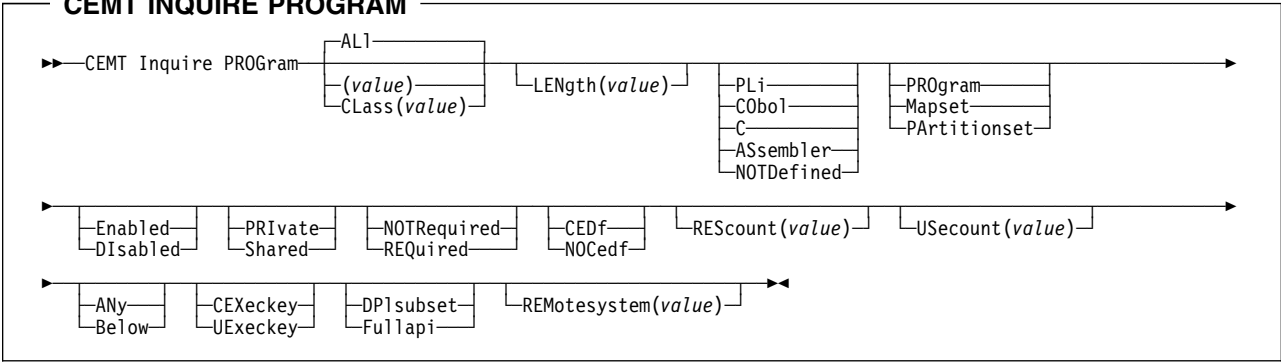 CEMT INQUIRE PROGRAM
ALl
CEMT Inquire PROGram
(value)
CLass(value)
LENgth(value)
PLi
CObol
C
ASsembler
NOTDefined
PROgram
Mapset
PArtitionset
Enabled
DIsabled
PRIvate
Shared
NOTRequired
REQuired
CEDf
NOCedf
REScount(value)
USecount(value)
ANy
Below
CEXeckey
UExeckey
DPlsubset
Fullapi
REMotesystem(value)